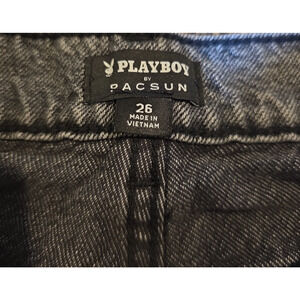 PLAYBOY
BY
PACSUN
26
MADE IN
VIETNAM